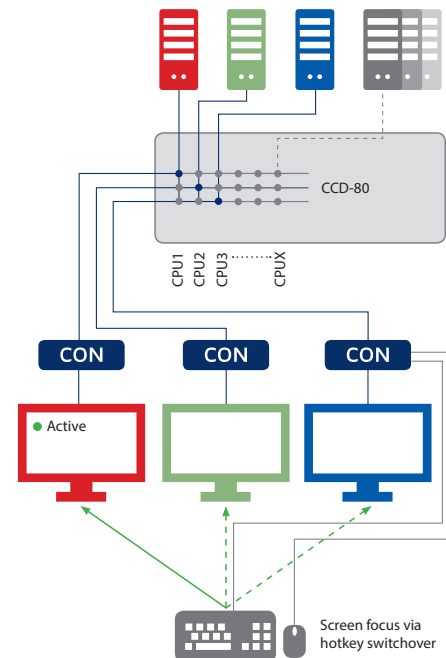 CCD-80
CPU1
CPU2
CPU3
CPUX
CON
CON
CON
Active
Screen focus via
hotkey switchover